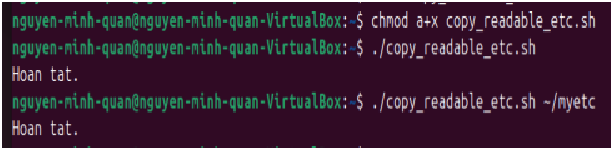 nguyen-minh-quan@nguyen-minh-quan-VirtualBox:~$ chmod a+x copy_readable_etc.sh
nguyen-minh-quan@nguyen-minh-quan-VirtualBox:~$ ./copy_readable_etc.sh
Hoan tat.
nguyen-minh-quan@nguyen-minh-quan-VirtualBox:~$ ./copy_readable_etc.sh ~/myetc
Hoan tat.